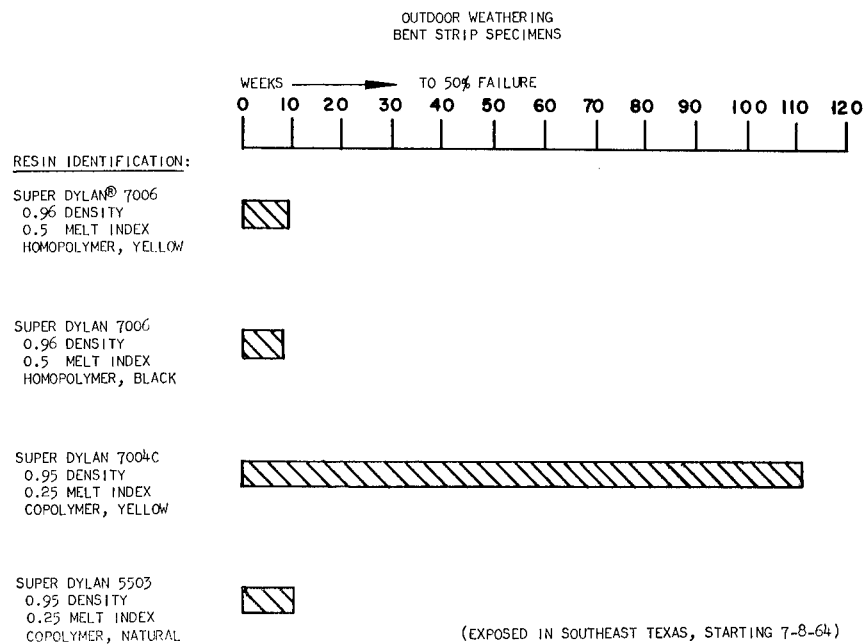 OUTDOOR WEATHERING
BENT STRIP SPECIMENS
WEEKS TO 50% FAILURE
0 10 20 30 40 50 60 70 80 90 100 110 120
RESIN IDENTIFICATION:
SUPER DYLAN® 7006
0.96 DENSITY
0.5 MELT INDEX
HOMOPOLYMER, YELLOW
SUPER DYLAN 7006
0.96 DENSITY
0.5 MELT INDEX
HOMOPOLYMER, BLACK
SUPER DYLAN 7004C
0.95 DENSITY
0.25 MELT INDEX
COPOLYMER, YELLOW
SUPER DYLAN 5503
0.95 DENSITY
0.25 MELT INDEX
COPOLYMER, NATURAL
(EXPOSED IN SOUTHEAST TEXAS, STARTING 7-8-64)